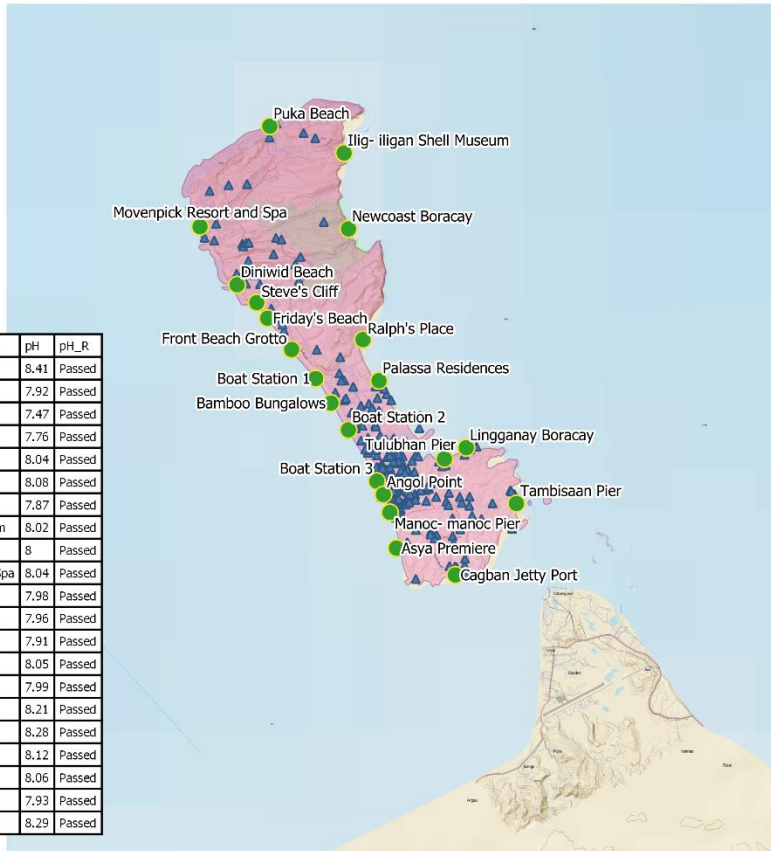 Puka Beach
Ilig- iligan Shell Museum
Movenpick Resort and Spa
Newcoast Boracay
Diniwid Beach
Steve's Cliff
Friday's Beach
Front Beach Grotto
Ralph's Place
Boat Station 1
Palassa Residences
Bamboo Bungalows
Boat Station 2
Tulubhan Pier
Lingganay Boracay
Boat Station 3
Angol Point
Tambisaan Pier
Manoc- manoc Pier
Asya Premiere
Cagban Jetty Port
pH pH_R
8.41 Passed
7.92 Passed
7.47 Passed
7.76 Passed
8.04 Passed
8.08 Passed
7.87 Passed
m 8.02 Passed
8 Passed
Spa 8.04 Passed
7.98 Passed
7.96 Passed
7.91 Passed
8.05 Passed
7.99 Passed
8.21 Passed
8.28 Passed
8.12 Passed
8.06 Passed
7.93 Passed
8.29 Passed